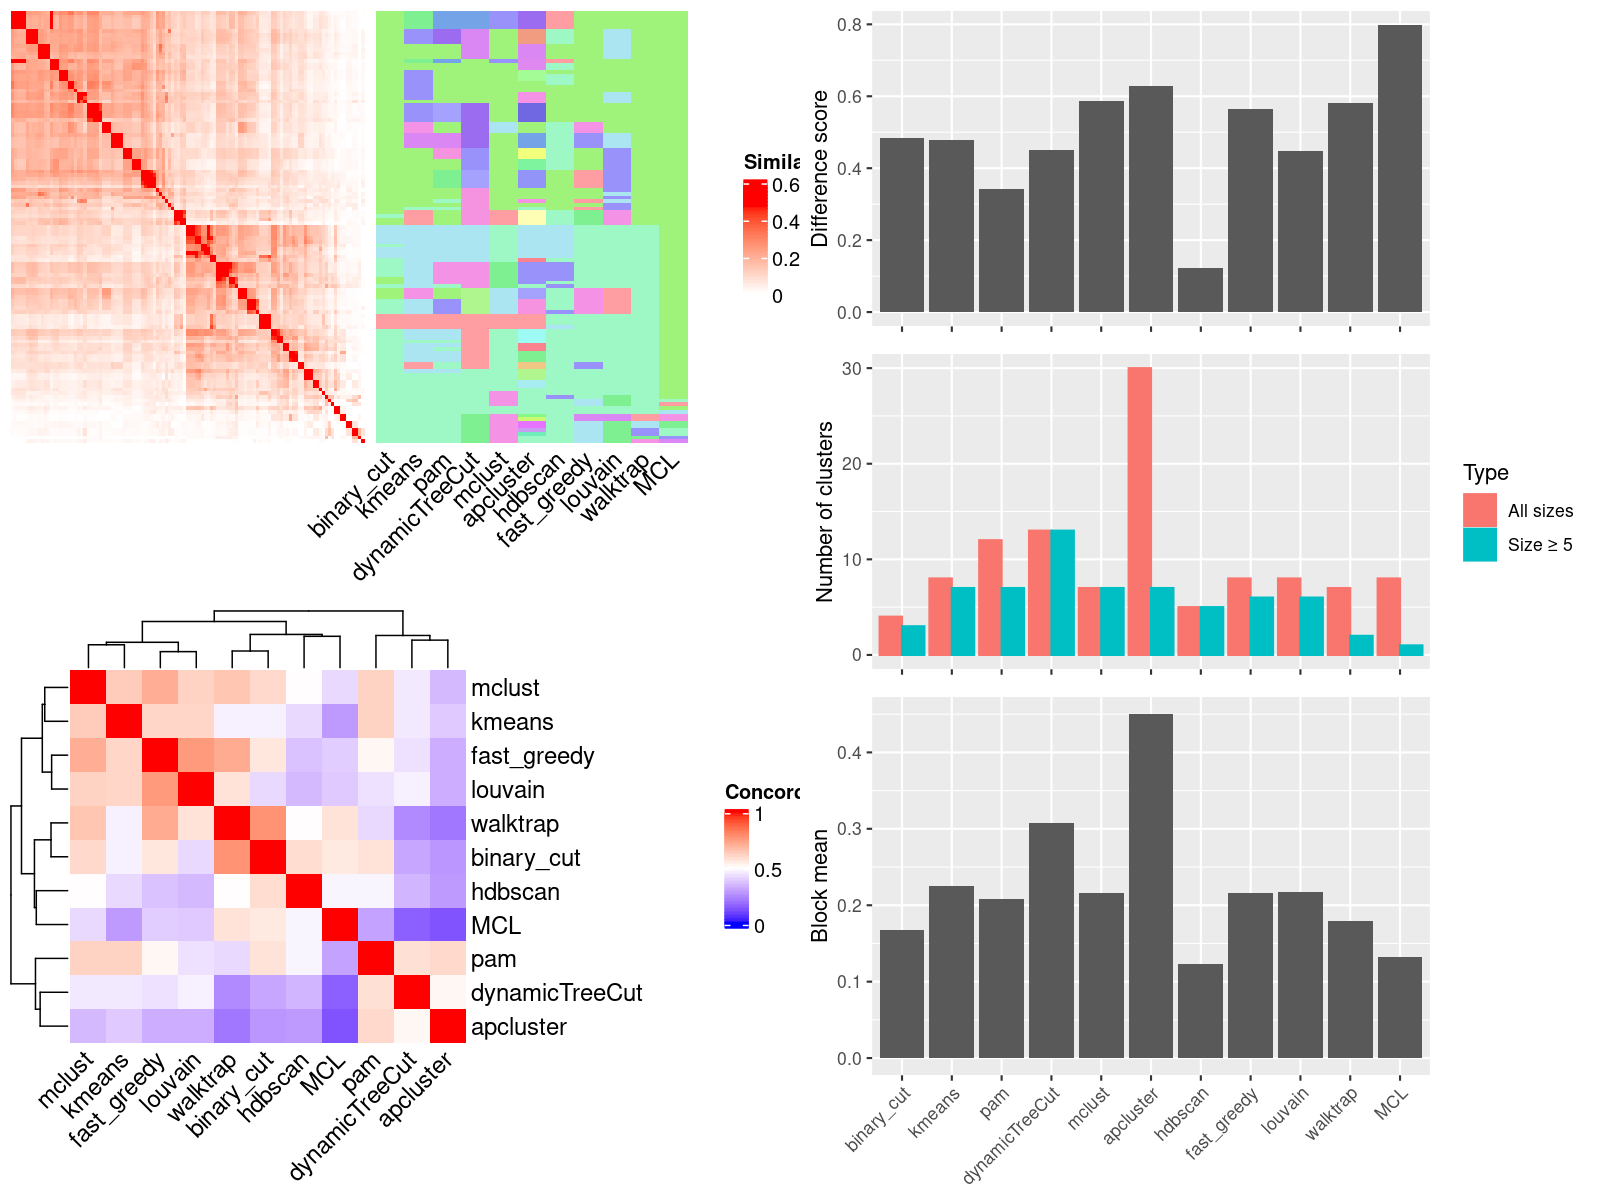 Simila
0.6
0.4
0.2
0
binary_cut
kmeans
pam
dynamicTreeCut
mclust
apcluster
hdbscan
fast_greedy
louvain
walktrap
MCL
Difference score
0.8
0.6
0.4
0.2
0.0
Number of clusters
30
20
10
0
Type
All sizes
Size ≥ 5
Block mean
0.4
0.3
0.2
0.1
0.0
binary_cut
kmeans
pam
dynamicTreeCut
mclust
apcluster
hdbscan
fast_greedy
louvain
walktrap
MCL
mclust
kmeans
fast_greedy
louvain
walktrap
binary_cut
hdbscan
MCL
pam
dynamicTreeCut
apcluster
mclust
kmeans
fast_greedy
louvain
walktrap
binary_cut
hdbscan
MCL
pam
dynamicTreeCut
apcluster
Concord
1
0.5
0